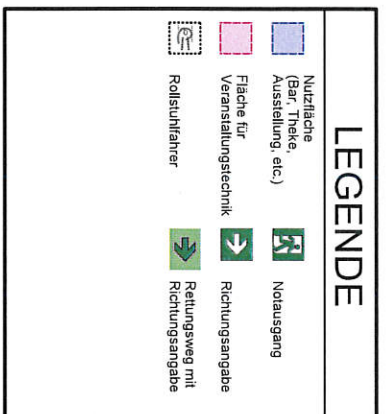 LEGENDE
Nutzfläche
(Bar, Theke,
Ausstellung, etc.)
Notausgang
Fläche für
Veranstaltungstechnik
Richtungsangabe
Rollstuhlfahrer
Rettungsweg mit
Richtungsangabe